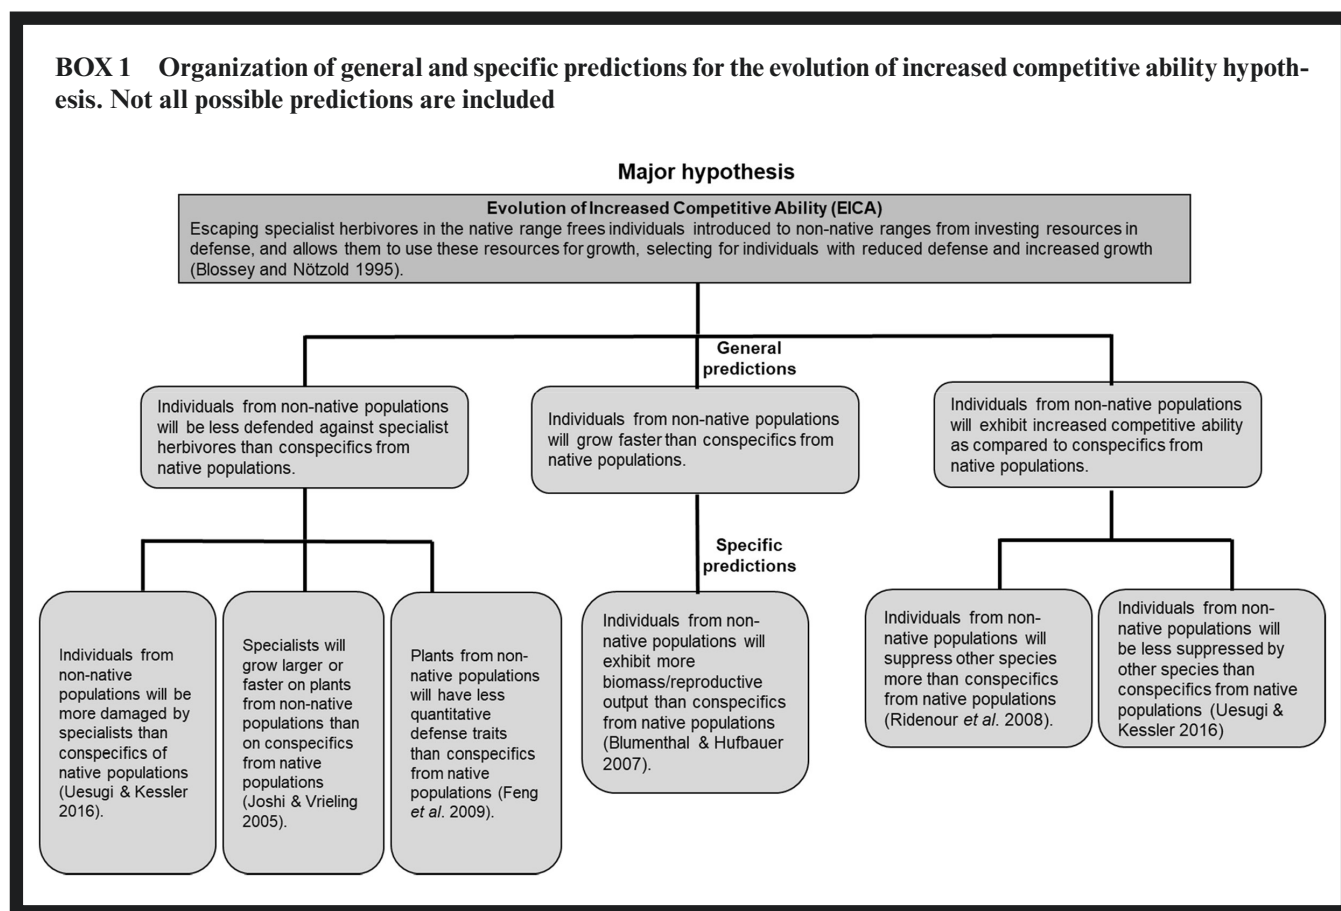 BOX 1 Organization of general and specific predictions for the evolution of increased competitive ability hypoth-
esis. Not all possible predictions are included
Major hypothesis
Evolution of Increased Competitive Ability (EICA)
Escaping specialist herbivores in the native range frees individuals introduced to non-native ranges from investing resources in
defense, and allows them to use these resources for growth, selecting for individuals with reduced defense and increased growth
(Blossey and Nötzold 1995).
General
predictions
Individuals from non-native populations
will be less defended against specialist
herbivores than conspecifics from
native populations.
Individuals from non-native populations
will grow faster than conspecifics from
native populations.
Individuals from non-native populations
will exhibit increased competitive ability
as compared to conspecifics from
native populations.
Specific
predictions
Individuals from
non-native
populations will be
more damaged by
specialists than
conspecifics of
native populations
(Uesugi & Kessler
2016).
Specialists will
grow larger or
faster on plants
from non-native
populations than
on conspecifics
from native
populations
(Joshi & Vrieling
2005).
Plants from non-
native populations
will have less
quantitative
defense traits
than conspecifics
from native
populations (Feng
et al. 2009).
Individuals from non-
native populations will
exhibit more
biomass/reproductive
output than conspecifics
from native populations
(Blumenthal & Hufbauer
2007).
Individuals from non-
native populations will
suppress other species
more than conspecifics
from native populations
(Ridenour et al. 2008).
Individuals from non-
native populations will
be less suppressed by
other species than
conspecifics from native
populations (Uesugi &
Kessler 2016)